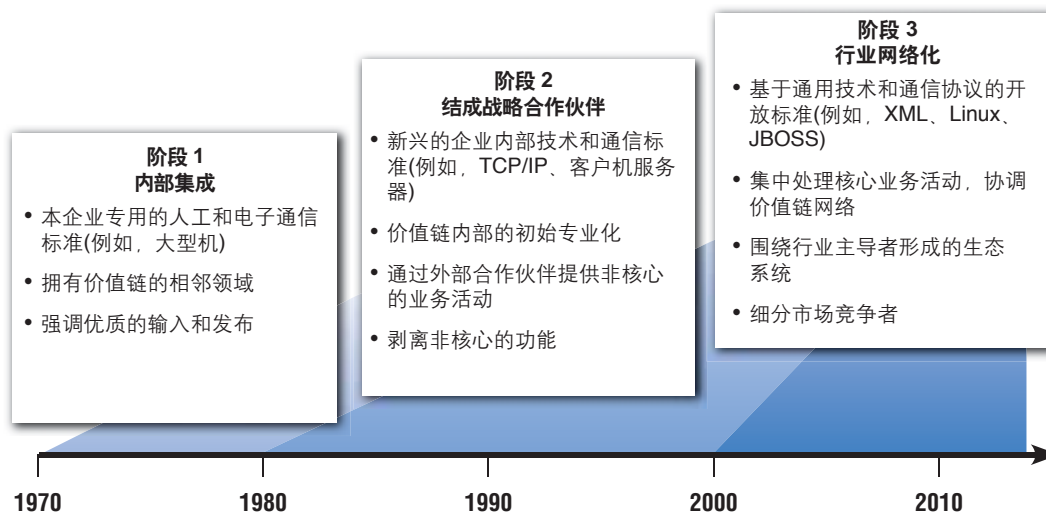 阶段 1
内部集成
• 本企业专用的人工和电子通信
标准(例如，大型机)
• 拥有价值链的相邻领域
• 强调优质的输入和发布
阶段 2
结成战略合作伙伴
• 新兴的企业内部技术和通信标
准(例如，TCP/IP、客户机服务
器)
• 价值链内部的初始专业化
• 通过外部合作伙伴提供非核心
的业务活动
• 剥离非核心的功能
阶段 3
行业网络化
• 基于通用技术和通信协议的开
放标准(例如，XML、Linux、
JBOSS)
• 集中处理核心业务活动，协调
价值链网络
• 围绕行业主导者形成的生态
系统
• 细分市场竞争者
1970 1980 1990 2000 2010